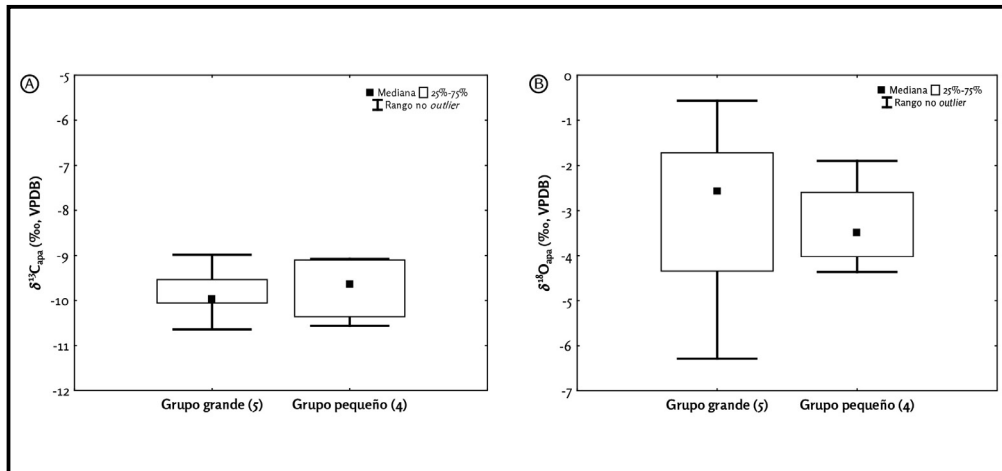 A
-5
-6
-7
-8
-9
-10
-11
-12
δ¹³Cₐₚₐ (‰, VPDB)
Mediana 25%-75%
Rango no outlier
Grupo grande (5) Grupo pequeño (4)
B
0
-1
-2
-3
-4
-5
-6
-7
δ¹⁸Oₐₚₐ (‰, VPDB)
Mediana 25%-75%
Rango no outlier
Grupo grande (5) Grupo pequeño (4)